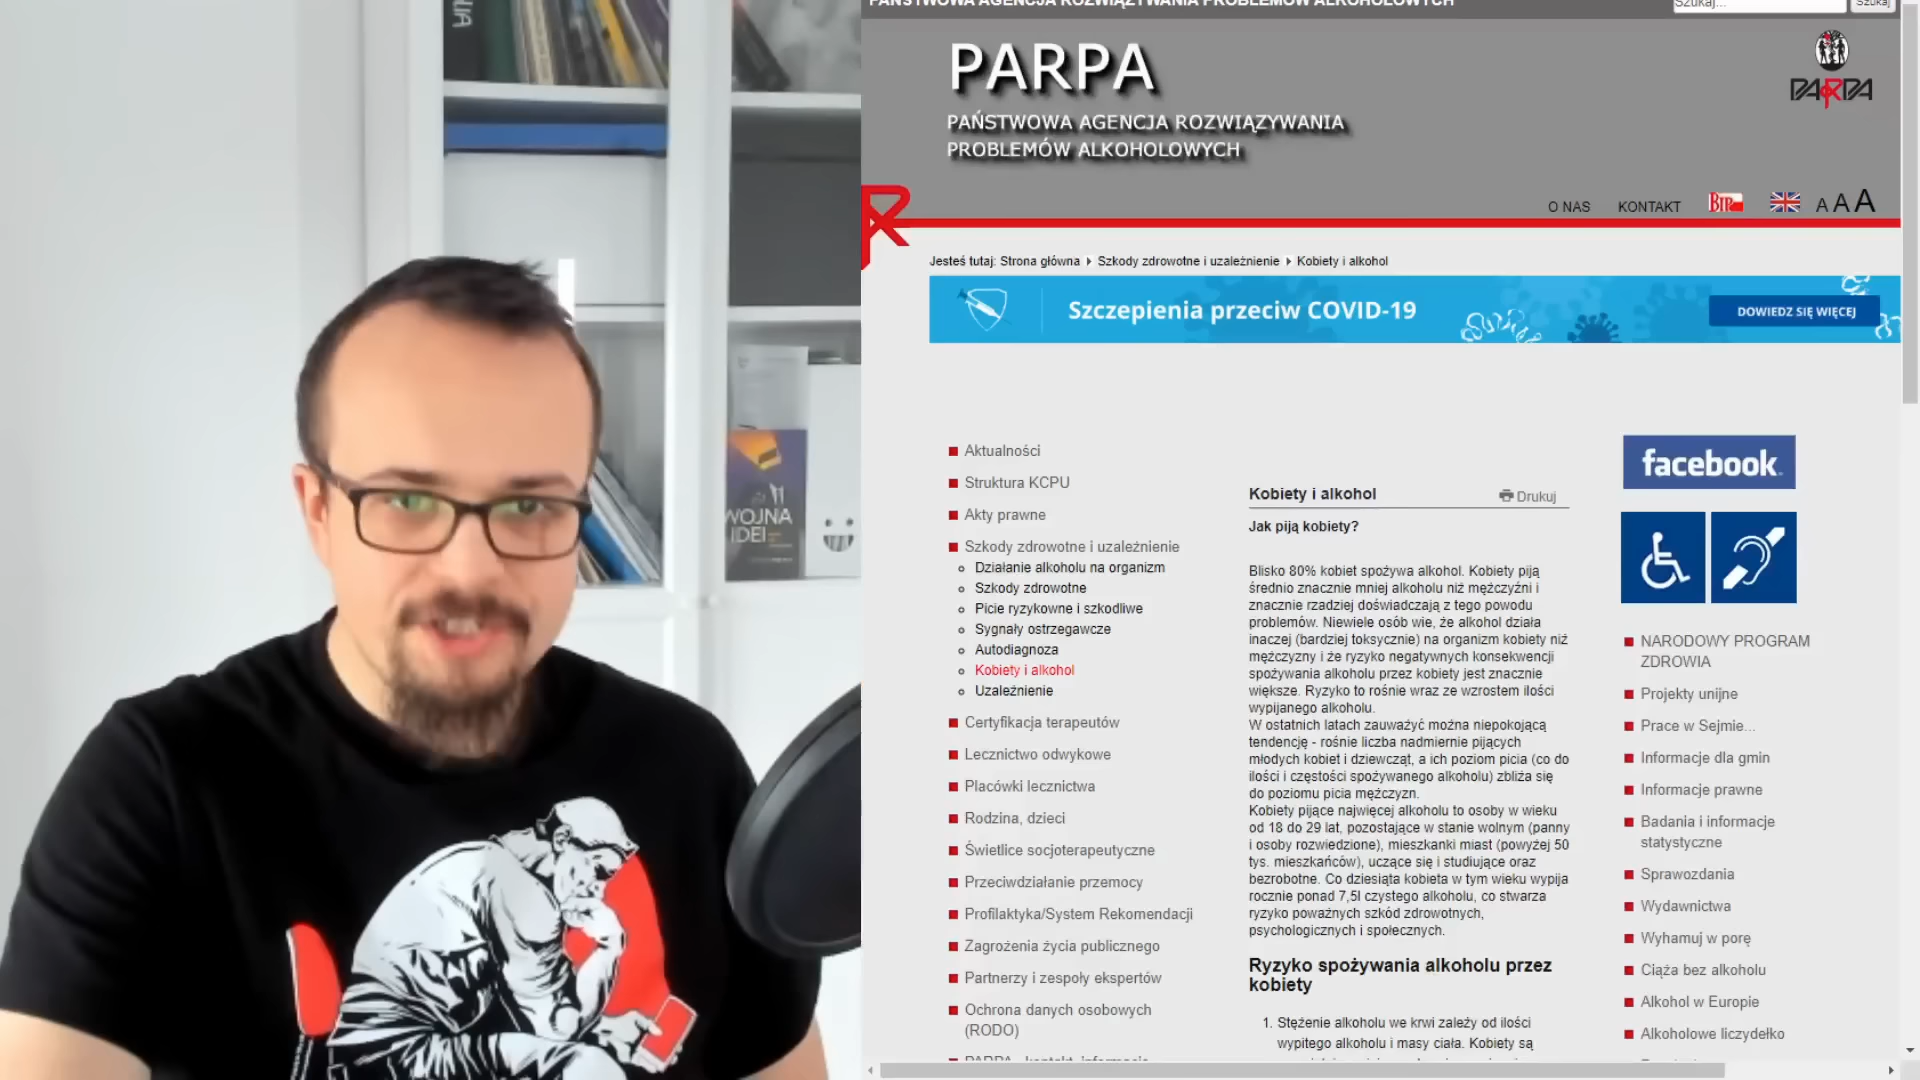 WOJNA
IDEI
PAŃSTWOWA AGENCJA ROZWIĄZYWANIA PROBLEMÓW ALKOHOLOWYCH
Szukaj...
Szukaj
PARPA
PAŃSTWOWA AGENCJA ROZWIĄZYWANIA
PROBLEMÓW ALKOHOLOWYCH
PARPA
O NAS
KONTAKT
BIP
A A A
Jesteś tutaj: Strona główna Szkody zdrowotne i uzależnienie Kobiety i alkohol
Szczepienia przeciw COVID-19
DOWIEDZ SIĘ WIĘCEJ
Aktualności
Struktura KCPU
Akty prawne
Szkody zdrowotne i uzależnienie
Działanie alkoholu na organizm
Szkody zdrowotne
Picie ryzykowne i szkodliwe
Sygnały ostrzegawcze
Autodiagnoza
Kobiety i alkohol
Uzależnienie
Certyfikacja terapeutów
Lecznictwo odwykowe
Placówki lecznictwa
Rodzina, dzieci
Świetlice socjoterapeutyczne
Przeciwdziałanie przemocy
Profilaktyka/System Rekomendacji
Zagrożenia życia publicznego
Partnerzy i zespoły ekspertów
Ochrona danych osobowych
(RODO)
PARPA - kontakt, informacje
Kobiety i alkohol
Drukuj
Jak piją kobiety?
Blisko 80% kobiet spożywa alkohol. Kobiety piją
średnio znacznie mniej alkoholu niż mężczyźni i
znacznie rzadziej doświadczają z tego powodu
problemów. Niewiele osób wie, że alkohol działa
inaczej (bardziej toksycznie) na organizm kobiety niż
mężczyzny i że ryzyko negatywnych konsekwencji
spożywania alkoholu przez kobiety jest znacznie
większe. Ryzyko to rośnie wraz ze wzrostem ilości
wypijanego alkoholu.
W ostatnich latach zauważyć można niepokojącą
tendencję - rośnie liczba nadmiernie pijących
młodych kobiet i dziewcząt, a ich poziom picia (co do
ilości i częstości spożywanego alkoholu) zbliża się
do poziomu picia mężczyzn.
Kobiety pijące najwięcej alkoholu to osoby w wieku
od 18 do 29 lat, pozostające w stanie wolnym (panny
i osoby rozwiedzione), mieszkanki miast (powyżej 50
tys. mieszkańców), uczące się i studiujące oraz
bezrobotne. Co dziesiąta kobieta w tym wieku wypija
rocznie ponad 7,5l czystego alkoholu, co stwarza
ryzyko poważnych szkód zdrowotnych,
psychologicznych i społecznych.
Ryzyko spożywania alkoholu przez
kobiety
1. Stężenie alkoholu we krwi zależy od ilości
wypitego alkoholu i masy ciała. Kobiety są
facebook
NARODOWY PROGRAM
ZDROWIA
Projekty unijne
Prace w Sejmie...
Informacje dla gmin
Informacje prawne
Badania i informacje
statystyczne
Sprawozdania
Wydawnictwa
Wyhamuj w porę
Ciąża bez alkoholu
Alkohol w Europie
Alkoholowe liczydełko